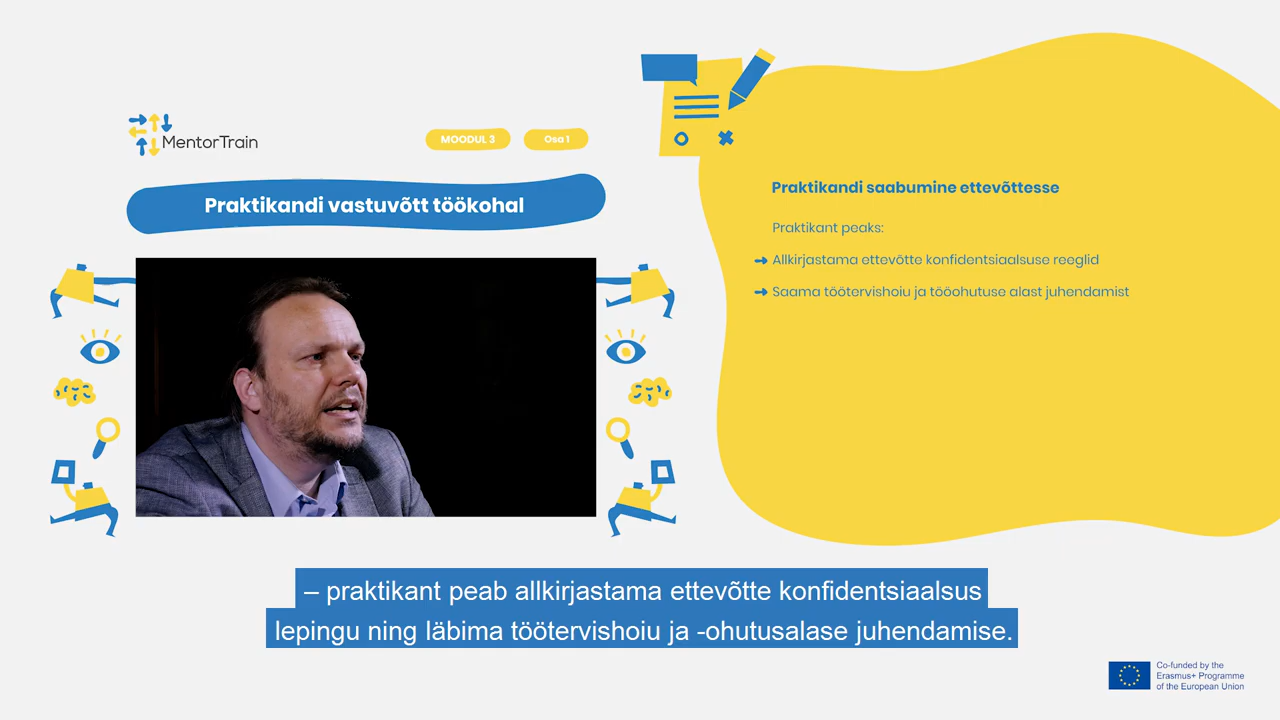 MentorTrain
MOODUL 3
Osa 1
Praktikandi vastuvõtt töökohal
Praktikandi saabumine ettevõttesse
Praktikant peaks:
Allkirjastama ettevõtte konfidentsiaalsuse reeglid
Saama töötervishoiu ja tööohutuse alast juhendamist
– praktikant peab allkirjastama ettevõtte konfidentsiaalsus
lepingu ning läbima töötervishoiu ja -ohutusalase juhendamise.
Co-funded by the
Erasmus+ Programme
of the European Union